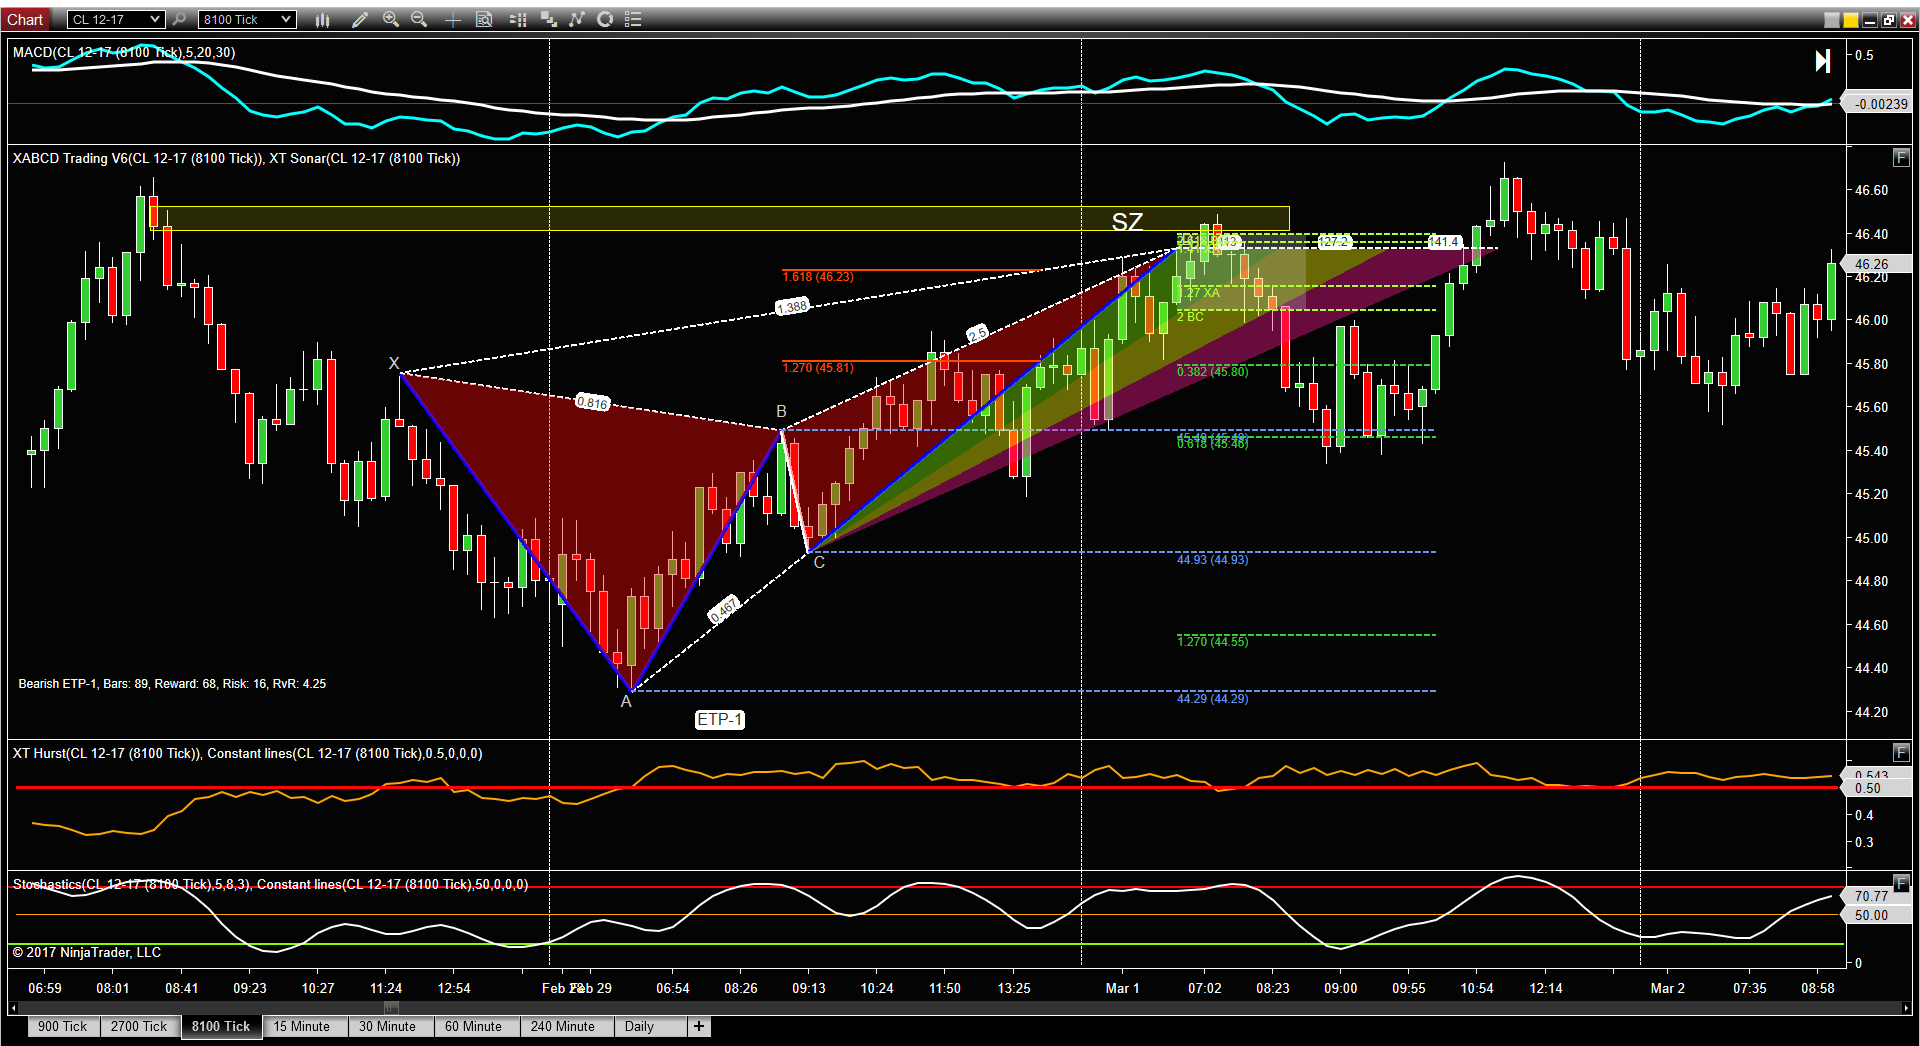 Chart CL 12-17 8100 Tick
MACD(CL 12-17 (8100 Tick),5,20,30)
0.5
-0.00239
XABCD Trading V6(CL 12-17 (8100 Tick)), XT Sonar(CL 12-17 (8100 Tick))
F
46.60
SZ
46.40
127.2
141.4
46.26
1.618 (46.23)
46.20
1.27 XA
1.388
2 BC
46.00
2.5
X
1.270 (45.81)
0.382 (45.80)
45.80
0.816
B
45.60
0.618 (45.46)
45.40
45.20
45.00
C
44.93 (44.93)
44.80
0.467
44.60
1.270 (44.55)
44.40
Bearish ETP-1, Bars: 89, Reward: 68, Risk: 16, RvR: 4.25
A
44.29 (44.29)
ETP-1
44.20
XT Hurst(CL 12-17 (8100 Tick)), Constant lines(CL 12-17 (8100 Tick),0.5,0,0,0)
F
0.543
0.50
0.4
0.3
Stochastics(CL 12-17 (8100 Tick),5,8,3), Constant lines(CL 12-17 (8100 Tick),50,0,0,0)
F
70.77
50.00
© 2017 NinjaTrader, LLC
0
06:59 08:01 08:41 09:23 10:27 11:24 12:54 Feb 28 Feb 29 06:54 08:26 09:13 10:24 11:50 13:25 Mar 1 07:02 08:23 09:00 09:55 10:54 12:14 Mar 2 07:35 08:58
900 Tick 2700 Tick 8100 Tick 15 Minute 30 Minute 60 Minute 240 Minute Daily +